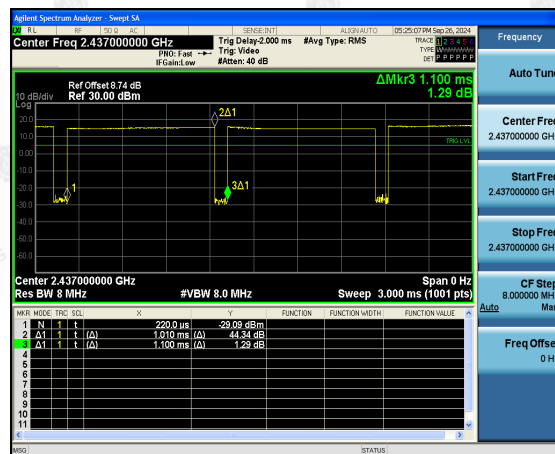 Agilent Spectrum Analyzer - Swept SA
RL RF 50 Ω AC SENSE:INT ALIGN AUTO 05:25:07 PM Sep 26, 2024
Center Freq 2.437000000 GHz
PNO: Fast
IFGain:Low
Trig Delay-2.000 ms
Trig: Video
#Atten: 40 dB
#Avg Type: RMS
TRACE 1 2 3 4 5 6
TYPE
DET P P P P P P
Frequency
Auto Tune
Center Freq
2.437000000 GH
Start Freq
2.437000000 GH
Stop Freq
2.437000000 GH
CF Step
8.000000 MH
Auto Ma
Freq Offse
0 H
ΔMkr3 1.100 ms
1.29 dB
Ref Offset 8.74 dB
Ref 30.00 dBm
10 dB/div
Log
20.0
10.0
0.00
-10.0
-20.0
-30.0
-40.0
-50.0
-60.0
2Δ1
TRIG LVL
1
3Δ1
Center 2.437000000 GHz
Span 0 Hz
Res BW 8 MHz
#VBW 8.0 MHz
Sweep 3.000 ms (1001 pts)
MKR MODE TRC SCL X Y FUNCTION FUNCTION WIDTH FUNCTION VALUE
1 N 1 t 220.0 µs -29.09 dBm
2 Δ1 1 t (Δ) 1.010 ms (Δ) 44.34 dB
3 Δ1 1 t (Δ) 1.100 ms (Δ) 1.29 dB
4
5
6
7
8
9
10
11
MSG
STATUS